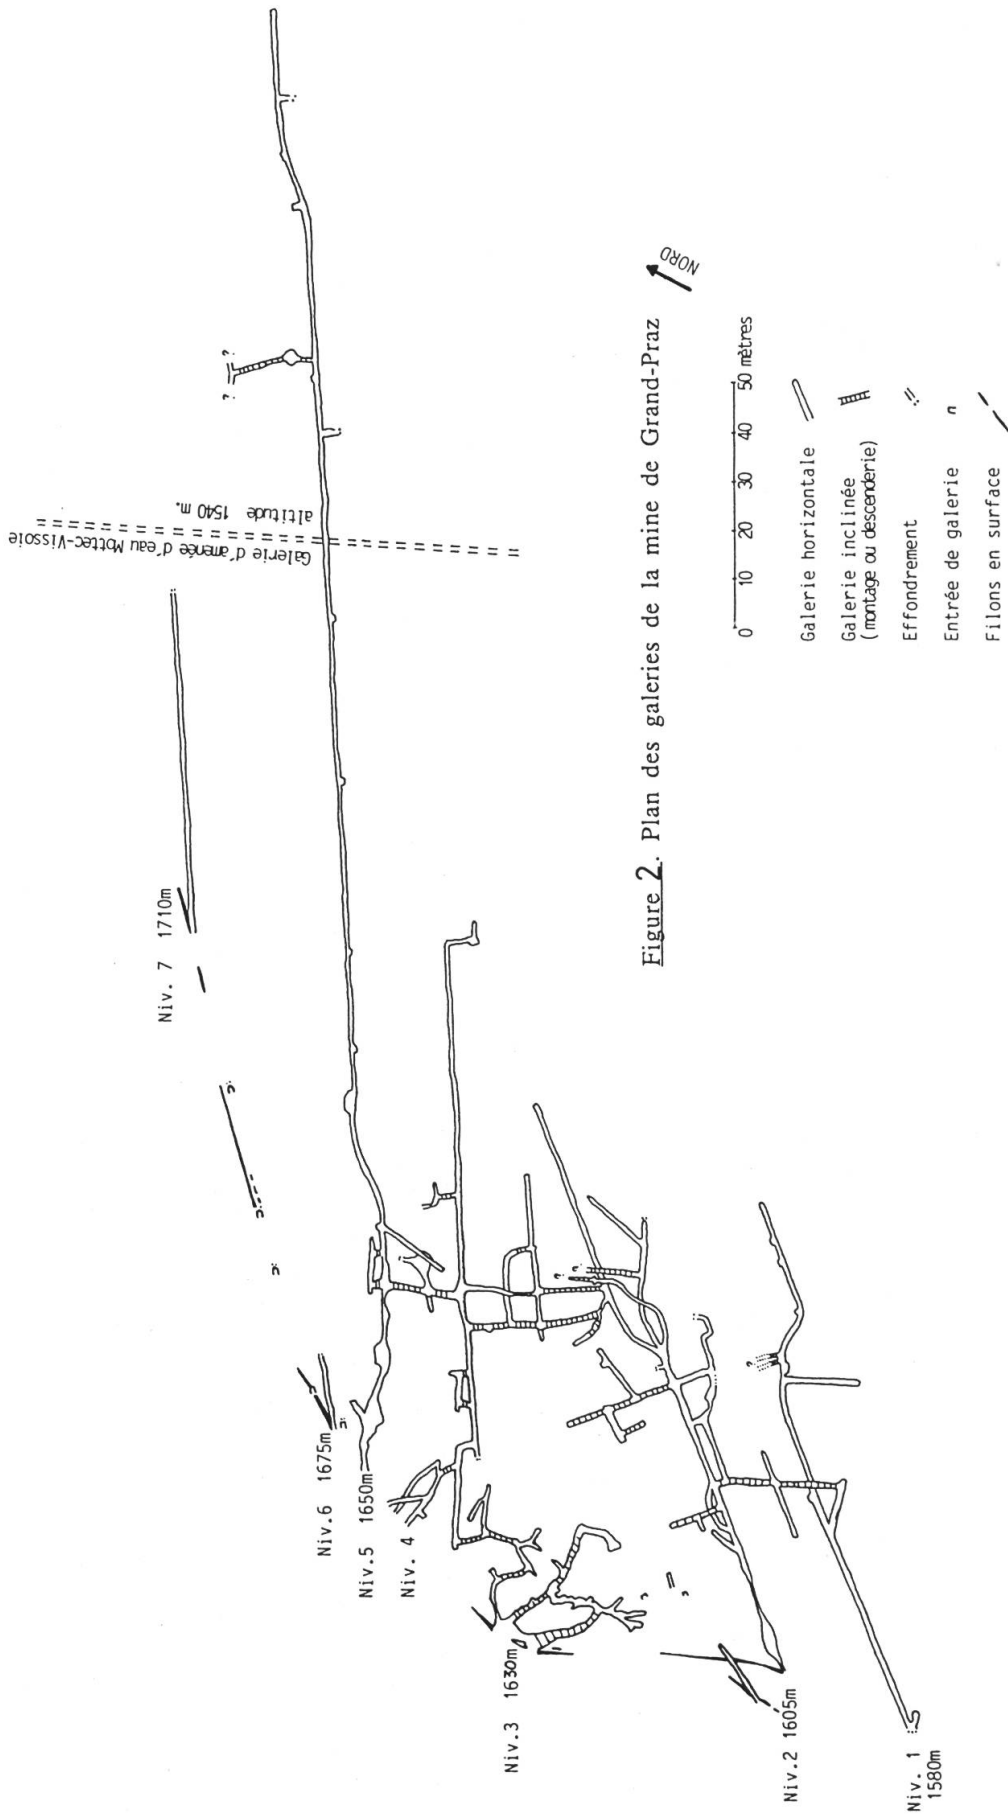 Niv. 7 1710m
Galerie d'amenée d'eau Mottec-Vissoie
altitude 1540 m.
? ?
Niv.6 1675m
Niv.5 1650m
Niv. 4
Niv.3 1630m
Niv.2 1605m
Niv. 1
1580m
Figure 2. Plan des galeries de la mine de Grand-Praz
NORD
0 10 20 30 40 50 mètres
Galerie horizontale
Galerie inclinée
(montage ou descenderie)
Effondrement
Entrée de galerie
Filons en surface